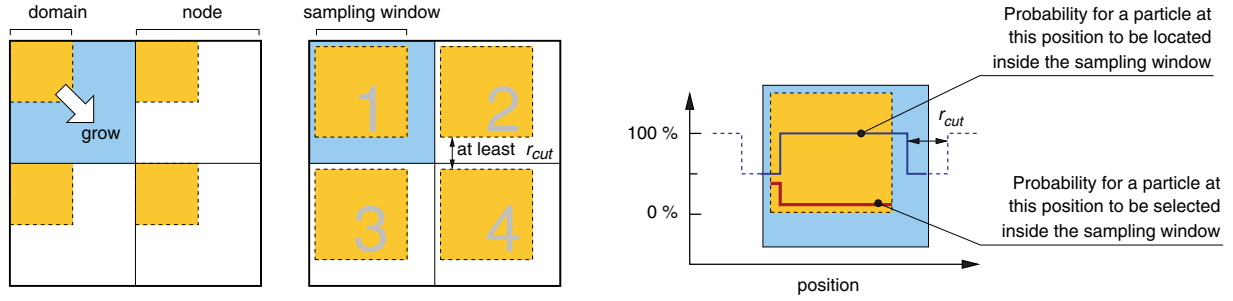 domain
node
grow
sampling window
1
2
at least r_cut
3
4
Probability for a particle at
this position to be located
inside the sampling window
r_cut
100 %
0 %
Probability for a particle at
this position to be selected
inside the sampling window
position